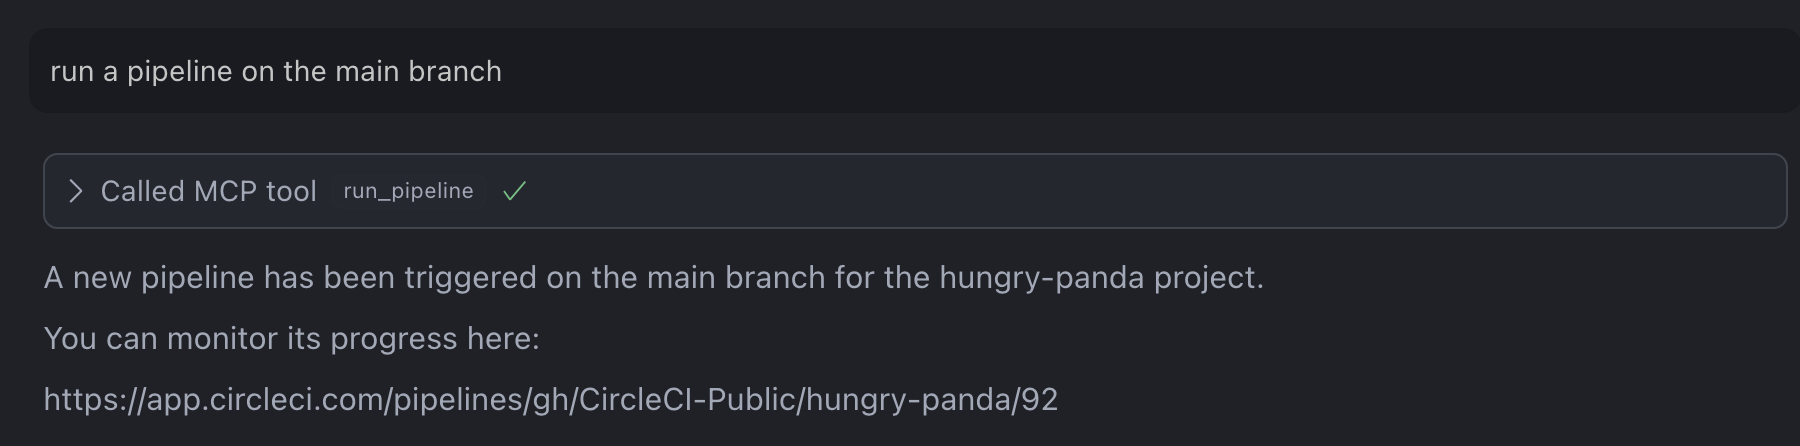 run a pipeline on the main branch
Called MCP tool run_pipeline
A new pipeline has been triggered on the main branch for the hungry-panda project.
You can monitor its progress here:
https://app.circleci.com/pipelines/gh/CircleCI-Public/hungry-panda/92